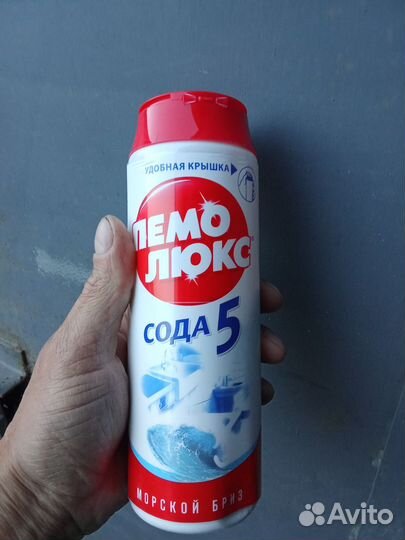 УДОБНАЯ КРЫШКА
ПЕМО
ЛЮКС
СОДА 5
МОРСКОЙ БРИЗ
Avito